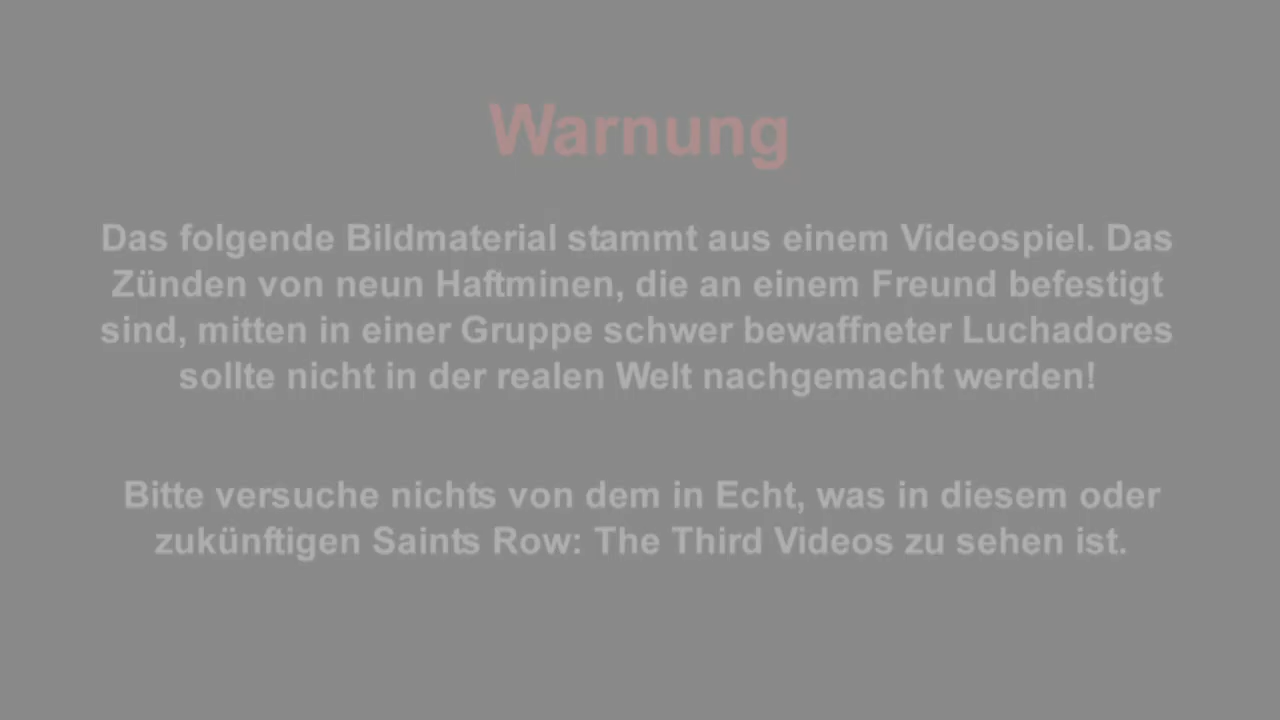 Warnung
Das folgende Bildmaterial stammt aus einem Videospiel. Das
Zünden von neun Haftminen, die an einem Freund befestigt
sind, mitten in einer Gruppe schwer bewaffneter Luchadores
sollte nicht in der realen Welt nachgemacht werden!
Bitte versuche nichts von dem in Echt, was in diesem oder
zukünftigen Saints Row: The Third Videos zu sehen ist.